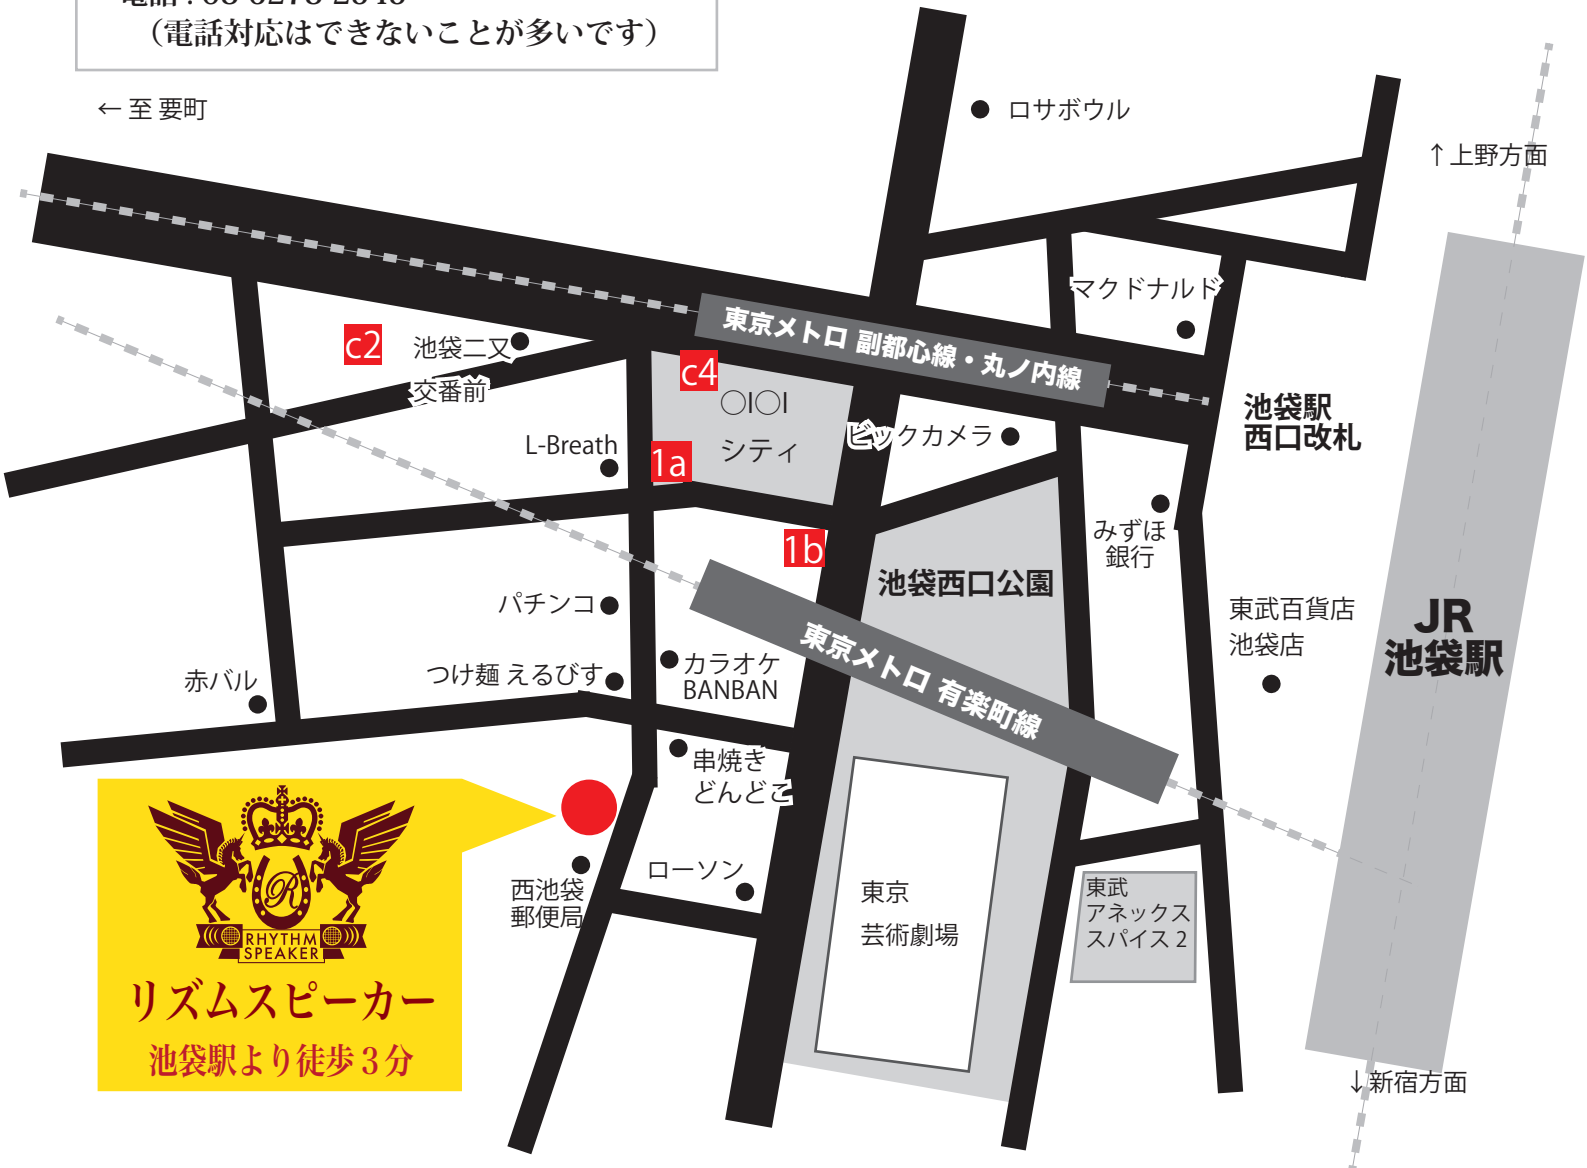 （電話対応はできないことが多いです）
← 至 要町
ロサボウル
↑上野方面
マクドナルド
東京メトロ 副都心線・丸ノ内線
c2
池袋二又
交番前
c4
○I○I
シティ
ビックカメラ
池袋駅
西口改札
L-Breath
1a
1b
みずほ
銀行
池袋西口公園
パチンコ
東武百貨店
池袋店
JR
池袋駅
東京メトロ 有楽町線
赤バル
つけ麺 えるびす
カラオケ
BANBAN
串焼き
どんどこ
ローソン
西池袋
郵便局
東京
芸術劇場
東武
アネックス
スパイス 2
R
RHYTHM
SPEAKER
リズムスピーカー
池袋駅より徒歩３分
↓新宿方面